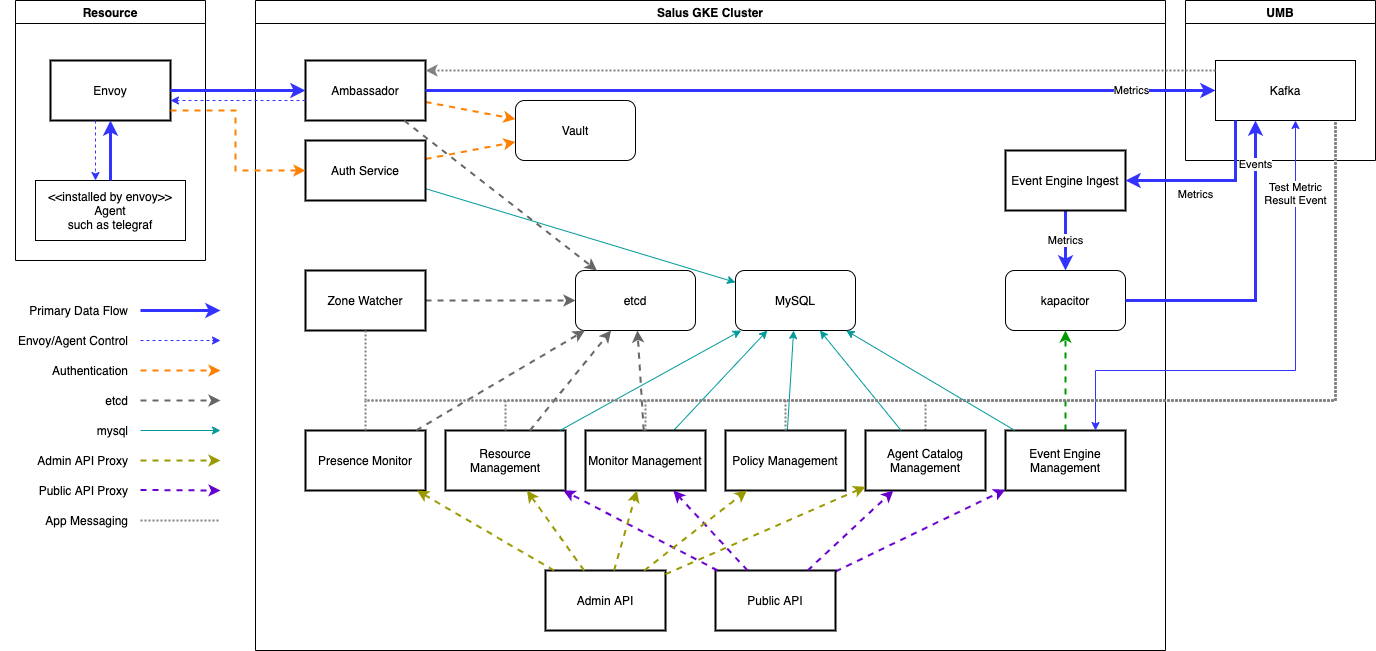 Resource
Salus GKE Cluster
UMB
Envoy
Ambassador
Metrics
Kafka
Vault
Auth Service
<<installed by envoy>>
Agent
such as telegraf
Event Engine Ingest
Metrics
Events
Test Metric
Result Event
Metrics
Zone Watcher
etcd
MySQL
kapacitor
Primary Data Flow
Envoy/Agent Control
Authentication
etcd
mysql
Admin API Proxy
Public API Proxy
App Messaging
Presence Monitor
Resource
Management
Monitor Management
Policy Management
Agent Catalog
Management
Event Engine
Management
Admin API
Public API